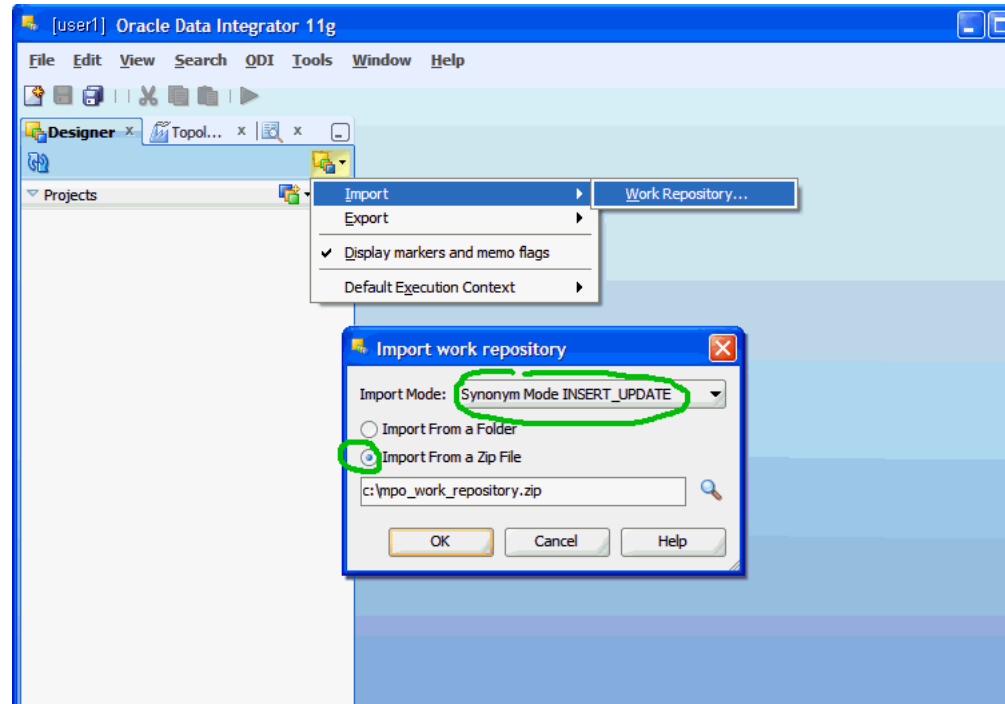 [user1] Oracle Data Integrator 11g
File Edit View Search ODI Tools Window Help
Designer x Topol... x x
Projects
Import Work Repository...
Export
Display markers and memo flags
Default Execution Context
Import work repository
Import Mode: Synonym Mode INSERT_UPDATE
Import From a Folder
Import From a Zip File
c:\mpo_work_repository.zip
OK Cancel Help